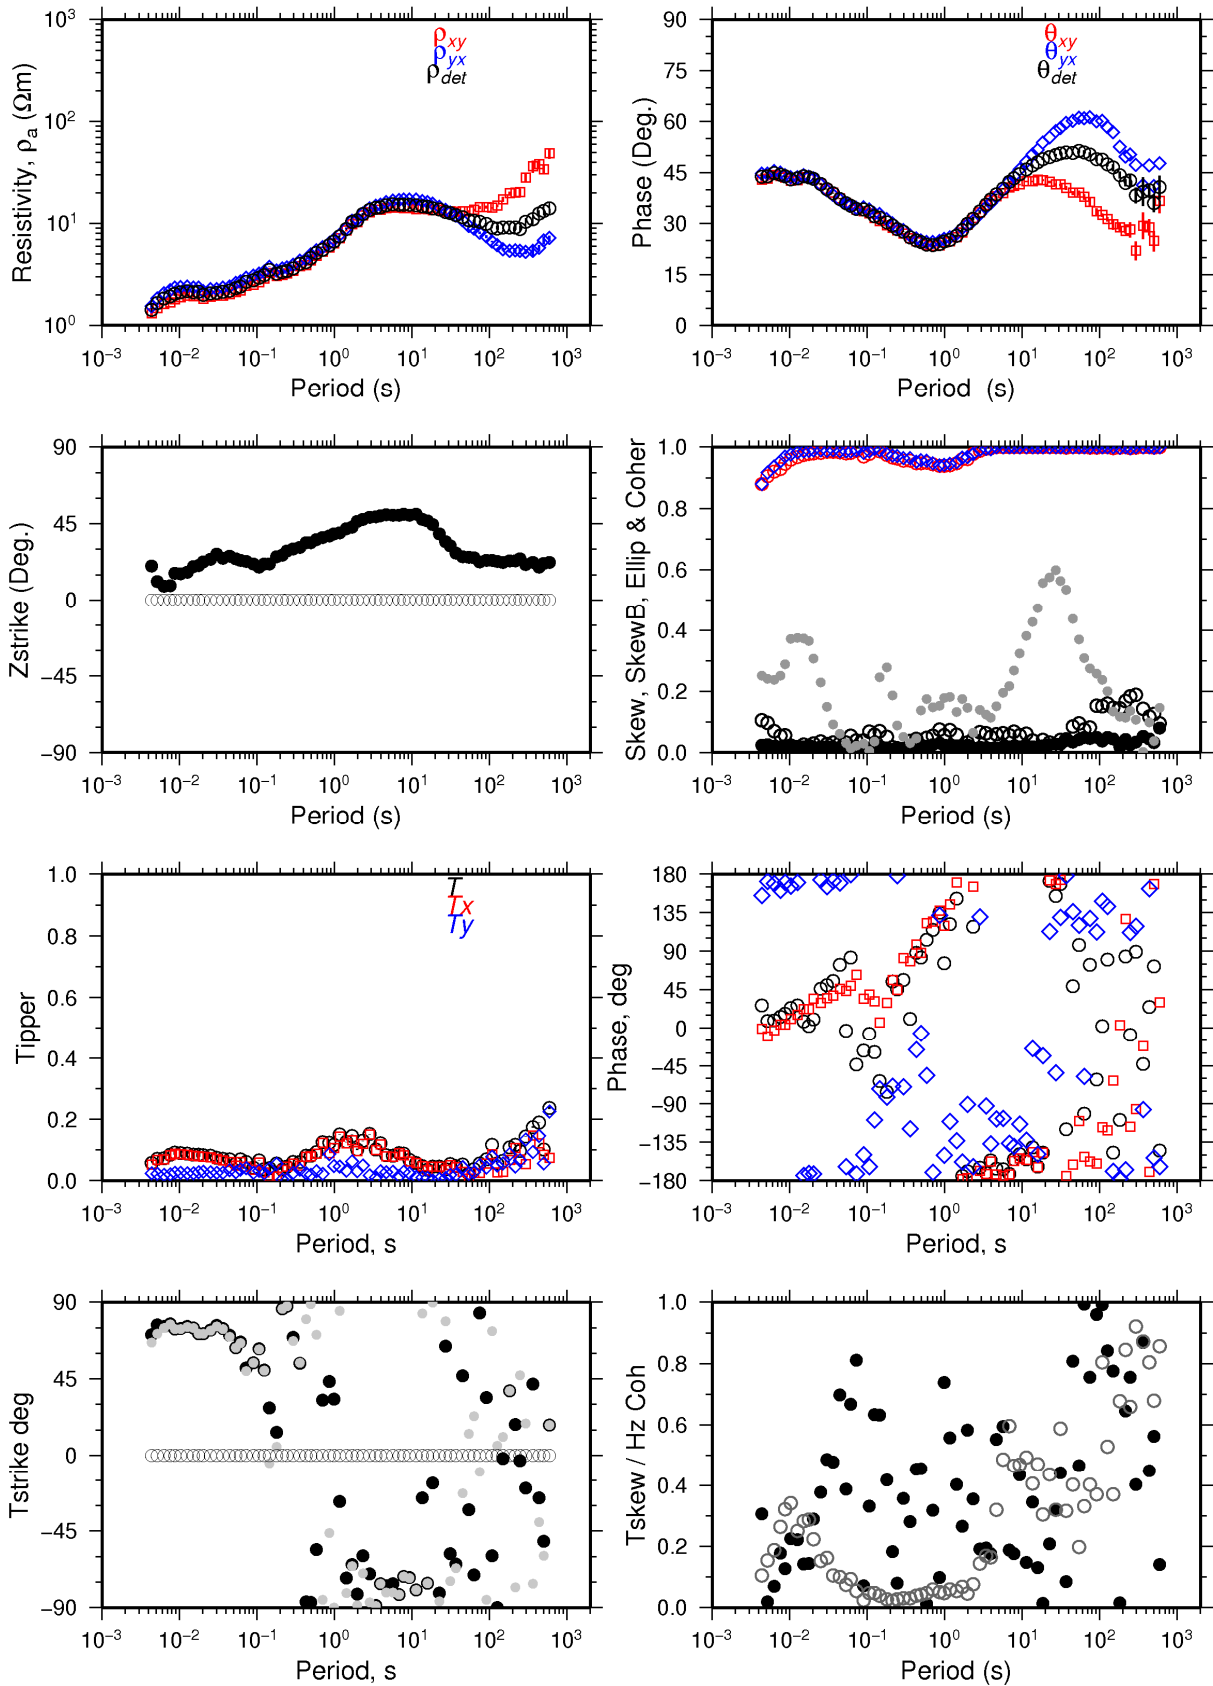 Resistivity, ρa (Ωm)
10³
10²
10¹
10⁰
ρxy
ρyx
ρdet
10⁻³ 10⁻² 10⁻¹ 10⁰ 10¹ 10² 10³
Period (s)
Phase (Deg.)
90
75
60
45
30
15
0
θxy
θyx
θdet
10⁻³ 10⁻² 10⁻¹ 10⁰ 10¹ 10² 10³
Period (s)
Zstrike (Deg.)
90
45
0
−45
−90
10⁻³ 10⁻² 10⁻¹ 10⁰ 10¹ 10² 10³
Period (s)
Skew, SkewB, Ellip & Coher
1.0
0.8
0.6
0.4
0.2
0.0
10⁻³ 10⁻² 10⁻¹ 10⁰ 10¹ 10² 10³
Period (s)
Tipper
1.0
0.8
0.6
0.4
0.2
0.0
T
Tx
Ty
10⁻³ 10⁻² 10⁻¹ 10⁰ 10¹ 10² 10³
Period, s
Phase, deg
180
135
90
45
0
−45
−90
−135
−180
10⁻³ 10⁻² 10⁻¹ 10⁰ 10¹ 10² 10³
Period, s
Tstrike deg
90
45
0
−45
−90
10⁻³ 10⁻² 10⁻¹ 10⁰ 10¹ 10² 10³
Period, s
Tskew / Hz Coh
1.0
0.8
0.6
0.4
0.2
0.0
10⁻³ 10⁻² 10⁻¹ 10⁰ 10¹ 10² 10³
Period (s)